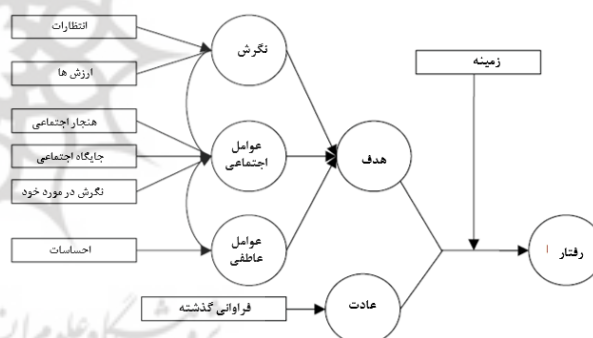 انتظارات
ارزش ها
هنجار اجتماعی
جایگاه اجتماعی
نگرش در مورد خود
احساسات
فراوانی گذشته
نگرش
عوامل
اجتماعی
عوامل
عاطفی
عادت
هدف
زمینه
رفتار